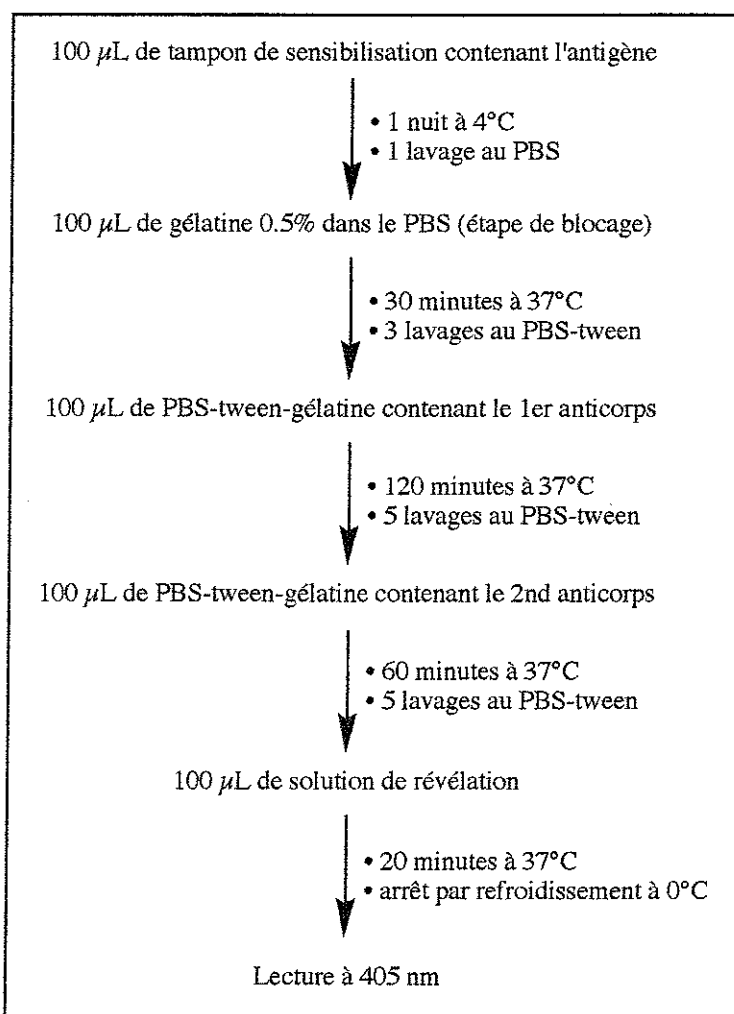 100 µL de tampon de sensibilisation contenant l'antigène
• 1 nuit à 4°C
• 1 lavage au PBS
100 µL de gélatine 0.5% dans le PBS (étape de blocage)
• 30 minutes à 37°C
• 3 lavages au PBS-tween
100 µL de PBS-tween-gélatine contenant le 1er anticorps
• 120 minutes à 37°C
• 5 lavages au PBS-tween
100 µL de PBS-tween-gélatine contenant le 2nd anticorps
• 60 minutes à 37°C
• 5 lavages au PBS-tween
100 µL de solution de révélation
• 20 minutes à 37°C
• arrêt par refroidissement à 0°C
Lecture à 405 nm